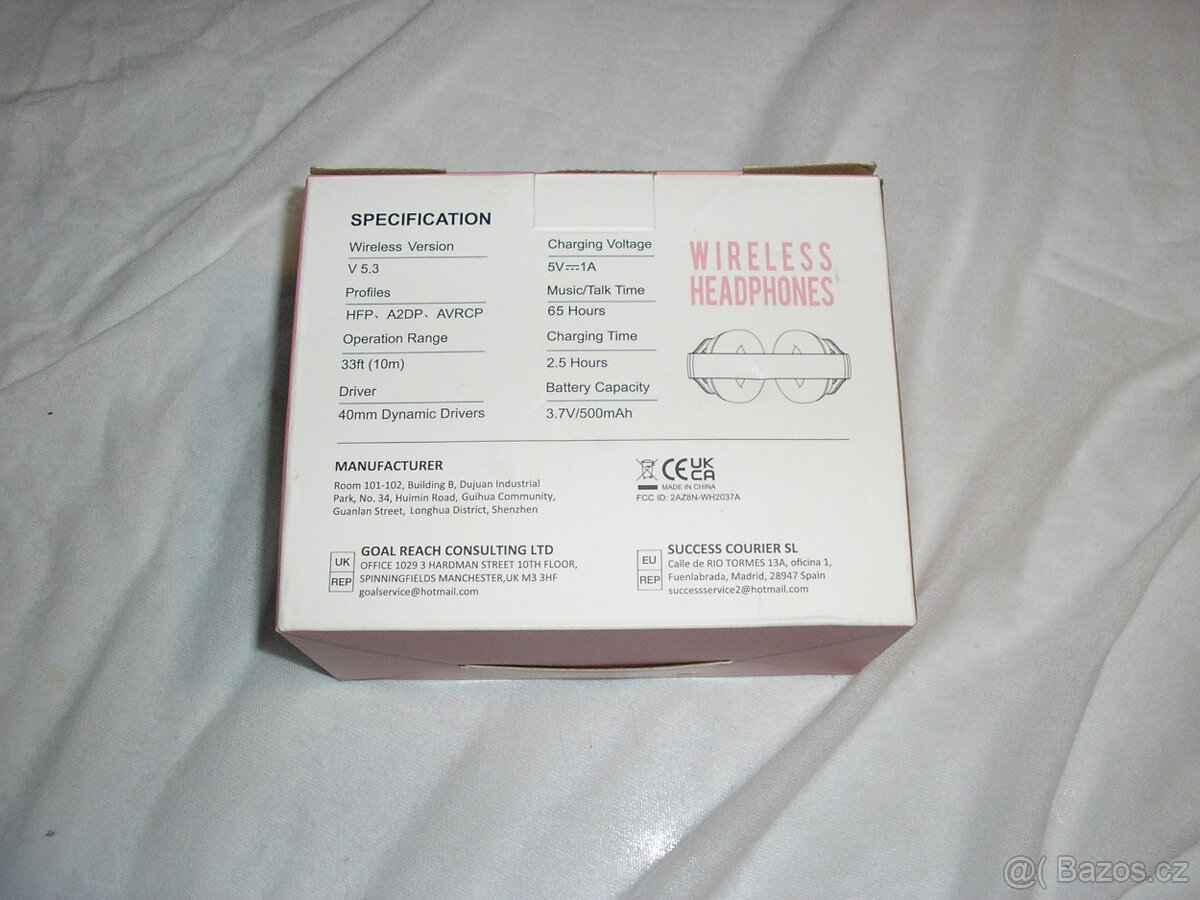 SPECIFICATION
Wireless Version
V 5.3
Profiles
HFP、A2DP、AVRCP
Operation Range
33ft (10m)
Driver
40mm Dynamic Drivers
Charging Voltage
5V⎓1A
Music/Talk Time
65 Hours
Charging Time
2.5 Hours
Battery Capacity
3.7V/500mAh
WIRELESS
HEADPHONES
MANUFACTURER
Room 101-102, Building B, Dujuan Industrial
Park, No. 34, Huimin Road, Guihua Community,
Guanlan Street, Longhua District, Shenzhen
CE UK
CA
MADE IN CHINA
FCC ID: 2AZ8N-WH2037A
UK
REP
GOAL REACH CONSULTING LTD
OFFICE 1029 3 HARDMAN STREET 10TH FLOOR,
SPINNINGFIELDS MANCHESTER,UK M3 3HF
goalservice@hotmail.com
EU
REP
SUCCESS COURIER SL
Calle de RIO TORMES 13A, oficina 1,
Fuenlabrada, Madrid, 28947 Spain
successservice2@hotmail.com
@( Bazos.cz